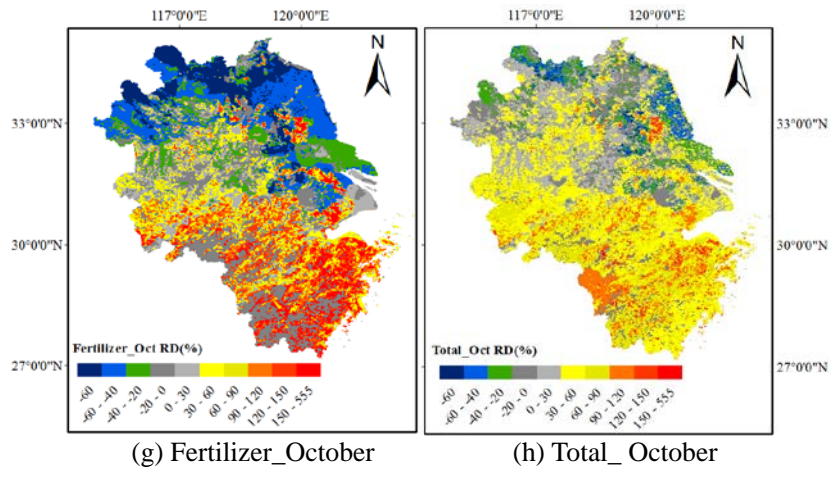 117°0'0"E 120°0'0"E
N
33°0'0"N
30°0'0"N
27°0'0"N
Fertilizer_Oct RD(%)
-60
-60 - -40
-40 - -20
-20 - 0
0 - 30
30 - 60
60 - 90
90 - 120
120 - 150
150 - 555
(g) Fertilizer_October
117°0'0"E 120°0'0"E
N
33°0'0"N
30°0'0"N
27°0'0"N
Total_Oct RD(%)
-60
-60 - -40
-40 - -20
-20 - 0
0 - 30
30 - 60
60 - 90
90 - 120
120 - 150
150 - 555
(h) Total_ October